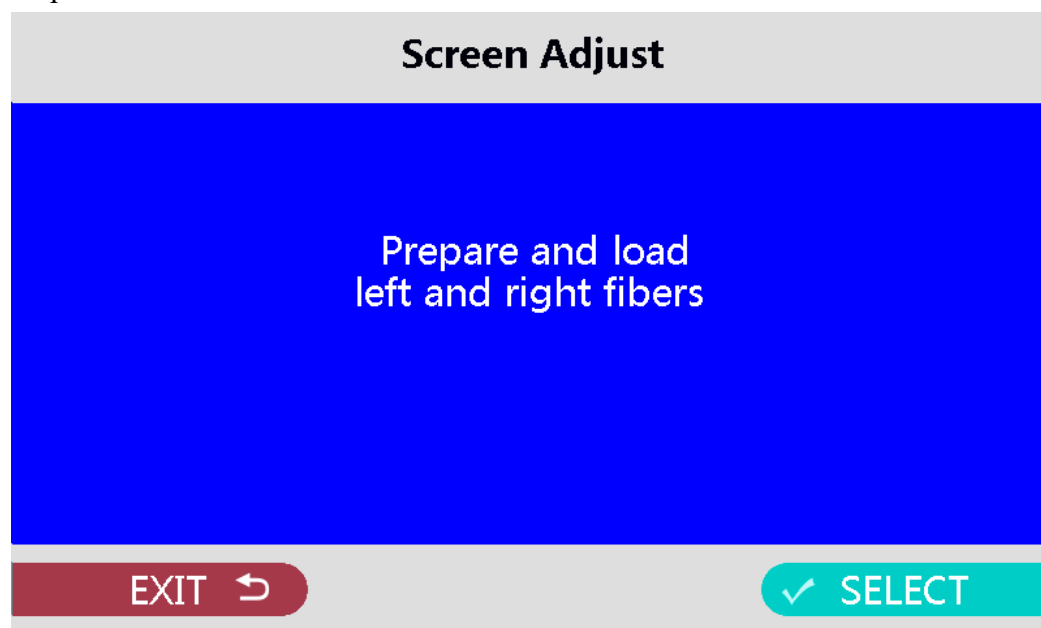 Screen Adjust
Prepare and load
left and right fibers
EXIT
SELECT